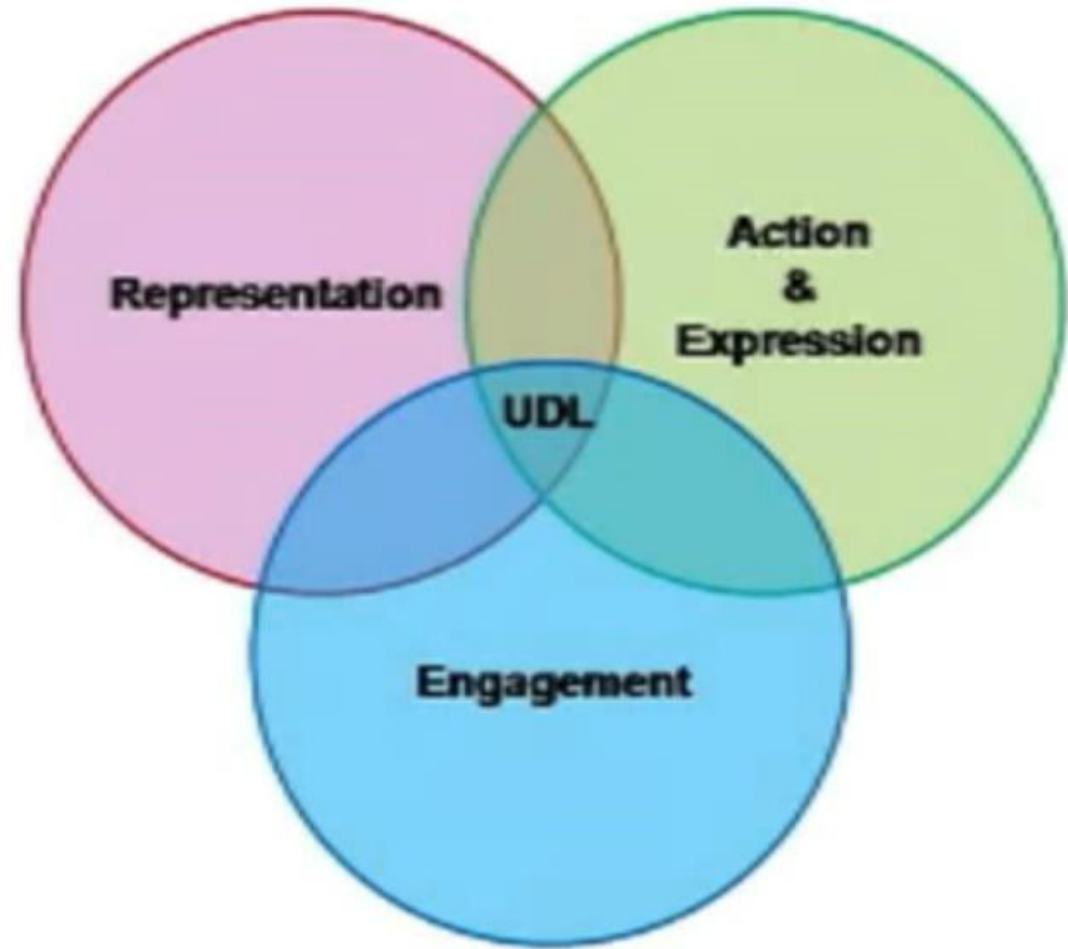 Representation
Action
&
Expression
UDL
Engagement